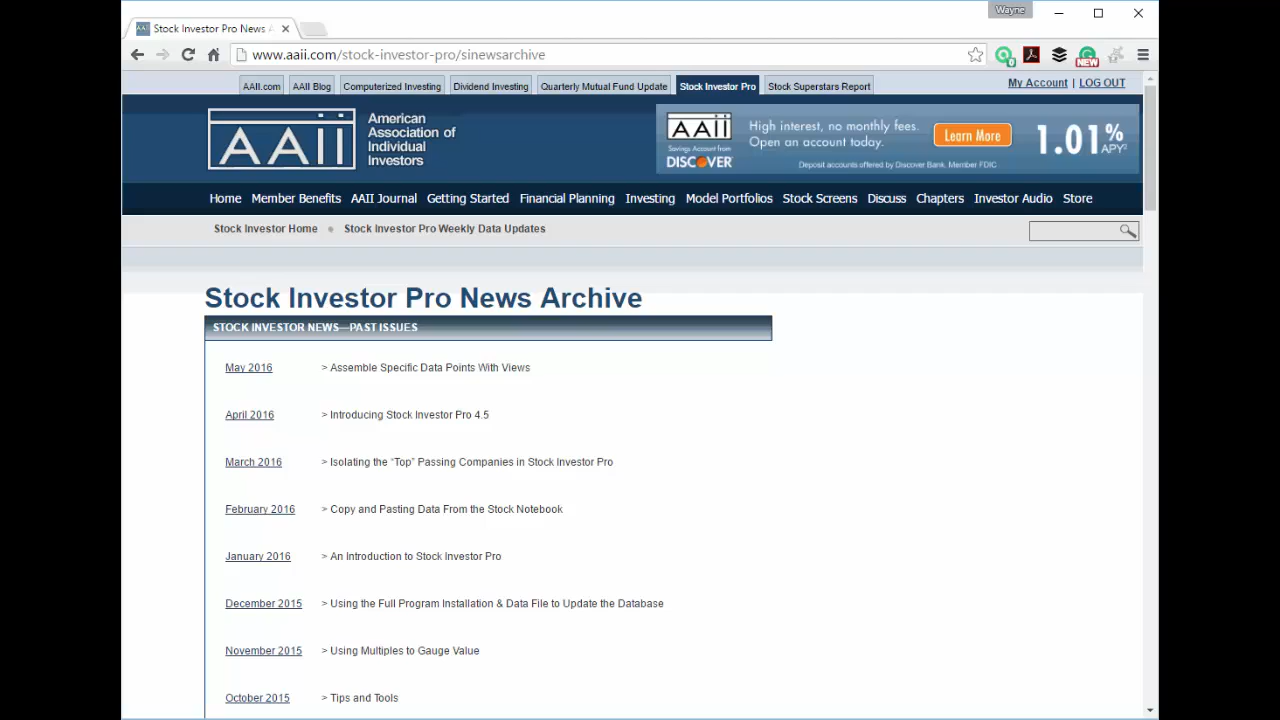 Wayne
Stock Investor Pro News A
www.aaii.com/stock-investor-pro/sinewsarchive
NEW
AAII.com AAII Blog Computerized Investing Dividend Investing Quarterly Mutual Fund Update Stock Investor Pro Stock Superstars Report My Account | LOG OUT
AAII
American
Association of
Individual
Investors
AAII
Savings Account from
DISCOVER
High interest, no monthly fees.
Open an account today.
Learn More
1.01% APY²
Deposit accounts offered by Discover Bank, Member FDIC
Home Member Benefits AAII Journal Getting Started Financial Planning Investing Model Portfolios Stock Screens Discuss Chapters Investor Audio Store
Stock Investor Home Stock Investor Pro Weekly Data Updates
Stock Investor Pro News Archive
STOCK INVESTOR NEWS—PAST ISSUES
May 2016 > Assemble Specific Data Points With Views
April 2016 > Introducing Stock Investor Pro 4.5
March 2016 > Isolating the “Top” Passing Companies in Stock Investor Pro
February 2016 > Copy and Pasting Data From the Stock Notebook
January 2016 > An Introduction to Stock Investor Pro
December 2015 > Using the Full Program Installation & Data File to Update the Database
November 2015 > Using Multiples to Gauge Value
October 2015 > Tips and Tools